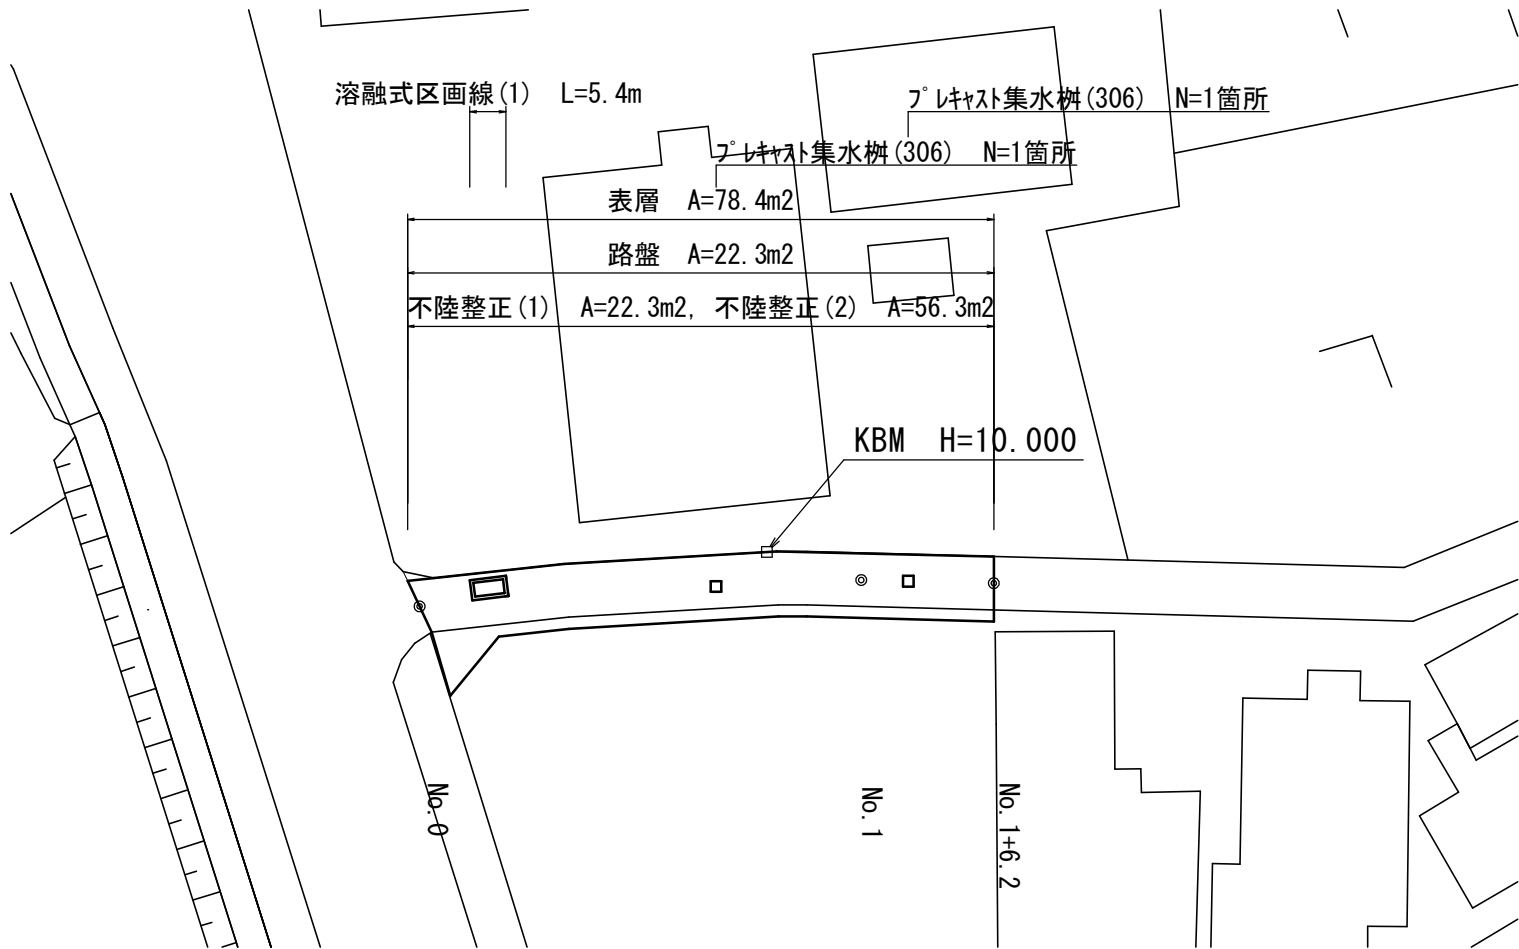 溶融式区画線(1)　L=5.4m
プレキャスト集水桝(306)　N=1箇所
プレキャスト集水桝(306)　N=1箇所
表層　A=78.4m2
路盤　A=22.3m2
不陸整正(1)　A=22.3m2, 不陸整正(2)　A=56.3m2
KBM　H=10.000
No.0
No.1
No.1+6.2